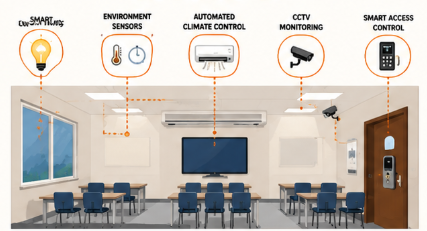 SMART
ENVIRONMENT
SENSORS
AUTOMATED
CLIMATE CONTROL
CCTV
MONITORING
SMART ACCESS
CONTROL